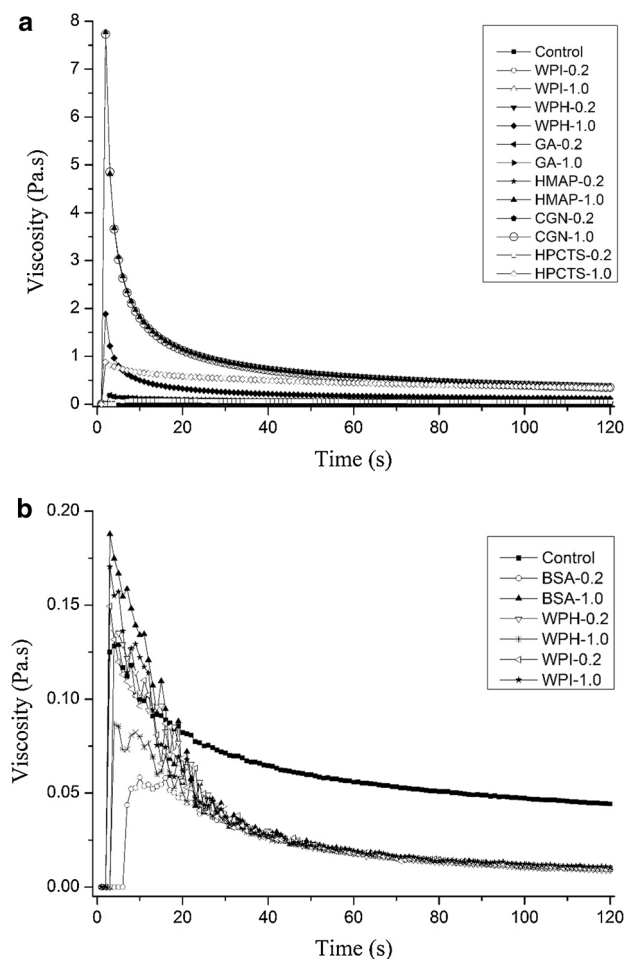 a
8
7
6
5
4
3
2
1
0
Viscosity (Pa.s)
0 20 40 60 80 100 120
Time (s)
Control
WPI-0.2
WPI-1.0
WPH-0.2
WPH-1.0
GA-0.2
GA-1.0
HMAP-0.2
HMAP-1.0
CGN-0.2
CGN-1.0
HPCTS-0.2
HPCTS-1.0
b
0.20
0.15
0.10
0.05
0.00
Viscosity (Pa.s)
0 20 40 60 80 100 120
Time (s)
Control
BSA-0.2
BSA-1.0
WPH-0.2
WPH-1.0
WPI-0.2
WPI-1.0